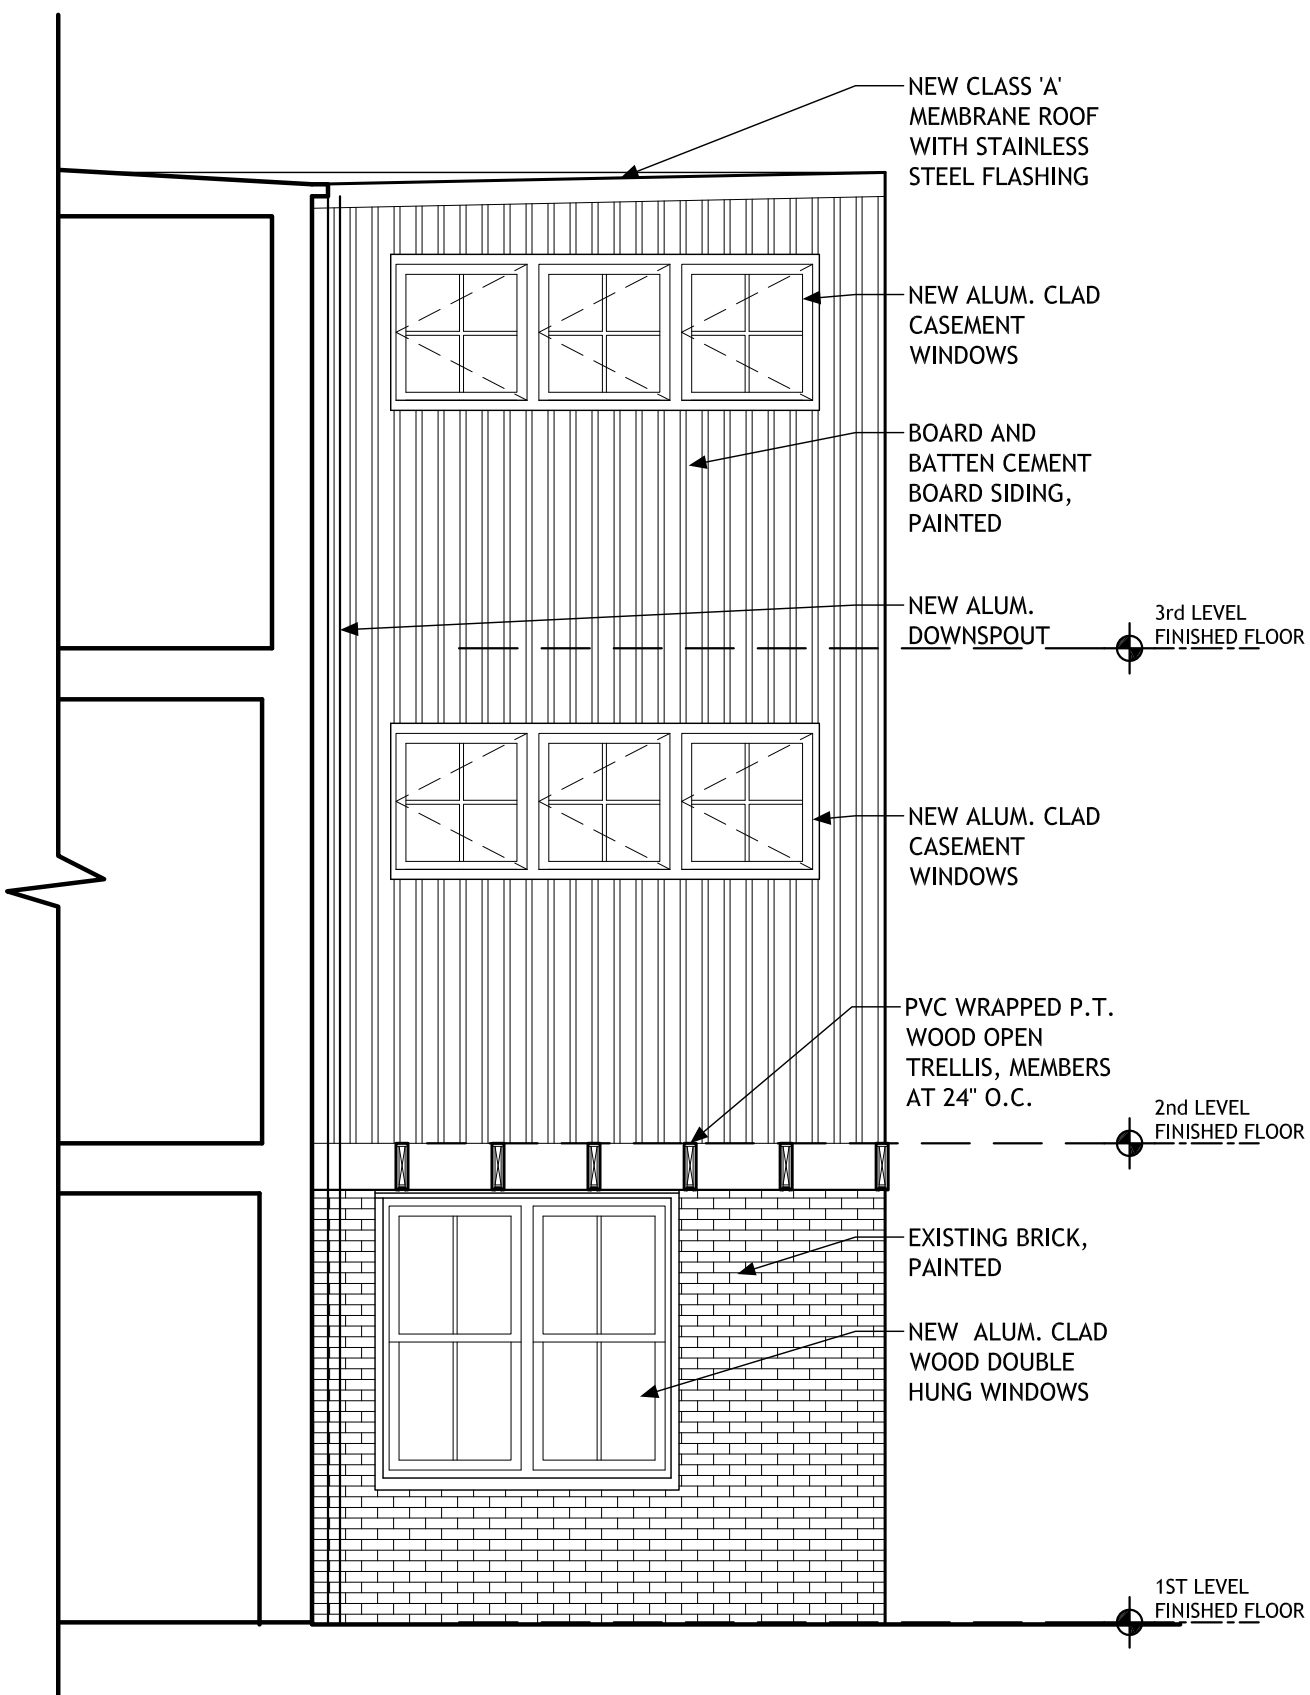 NEW CLASS 'A'
MEMBRANE ROOF
WITH STAINLESS
STEEL FLASHING
NEW ALUM. CLAD
CASEMENT
WINDOWS
BOARD AND
BATTEN CEMENT
BOARD SIDING,
PAINTED
NEW ALUM.
DOWNSPOUT
3rd LEVEL
FINISHED FLOOR
NEW ALUM. CLAD
CASEMENT
WINDOWS
PVC WRAPPED P.T.
WOOD OPEN
TRELLIS, MEMBERS
AT 24" O.C.
2nd LEVEL
FINISHED FLOOR
EXISTING BRICK,
PAINTED
NEW ALUM. CLAD
WOOD DOUBLE
HUNG WINDOWS
1ST LEVEL
FINISHED FLOOR